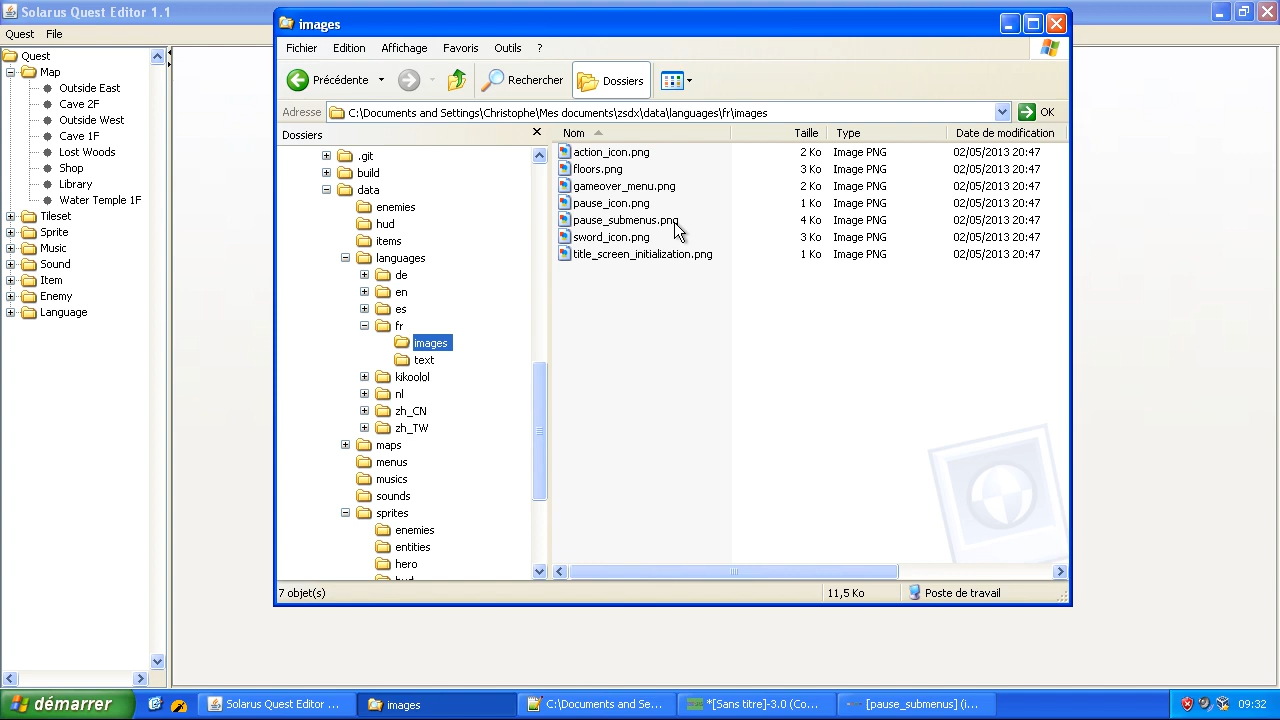 Solarus Quest Editor 1.1
Quest File
Quest
Map
Outside East
Cave 2F
Outside West
Cave 1F
Lost Woods
Shop
Library
Water Temple 1F
Tileset
Sprite
Music
Sound
Item
Enemy
Language
images
Fichier Edition Affichage Favoris Outils ?
Précédente Rechercher Dossiers
Adresse C:\Documents and Settings\Christophe\Mes documents\zsdx\data\languages\fr\images OK
Dossiers
.git
build
data
enemies
hud
items
languages
de
en
es
fr
images
text
kikoolol
nl
zh_CN
zh_TW
maps
menus
musics
sounds
sprites
enemies
entities
hero
Nom Taille Type Date de modification
action_icon.png 2 Ko Image PNG 02/05/2013 20:47
floors.png 3 Ko Image PNG 02/05/2013 20:47
gameover_menu.png 2 Ko Image PNG 02/05/2013 20:47
pause_icon.png 1 Ko Image PNG 02/05/2013 20:47
pause_submenus.png 4 Ko Image PNG 02/05/2013 20:47
sword_icon.png 3 Ko Image PNG 02/05/2013 20:47
title_screen_initialization.png 1 Ko Image PNG 02/05/2013 20:47
7 objet(s) 11,5 Ko Poste de travail
démarrer Solarus Quest Editor ... images C:\Documents and Se... *[Sans titre]-3.0 (Co... [pause_submenus] (i... 09:32